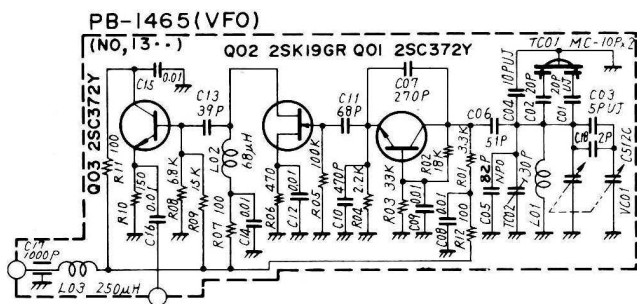 PB-1465(VFO)
(NO,13··)
Q02 2SK19GR Q01 2SC372Y
TC01 MC-10P×2
Q03 2SC372Y
C15
0.01
C13
39P
C11
68P
C07
270P
C06
51P
C04
10PUJ
C02
20P
20P
C01
UJ
C03
5PUJ
C18
2P
L02
68μH
R11 100
R10 150
C16 0.01
R08 6.8K
R09 15K
R07 100
C14 0.01
R06 470
C12 0.01
R05 100K
C10 470P
R04 2.2K
R03 33K
C09 0.01
R02 18K
C08 0.01
R01 3.3K
R12 100
C05 82P NPO
TC02 30P
L01
VC01
C512C
C17
1000P
L03 250μH